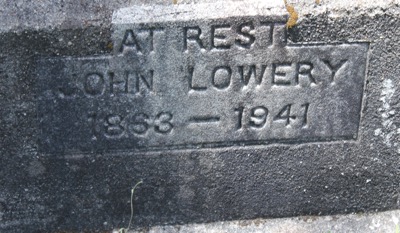 AT REST
JOHN LOWERY
1863 — 1941